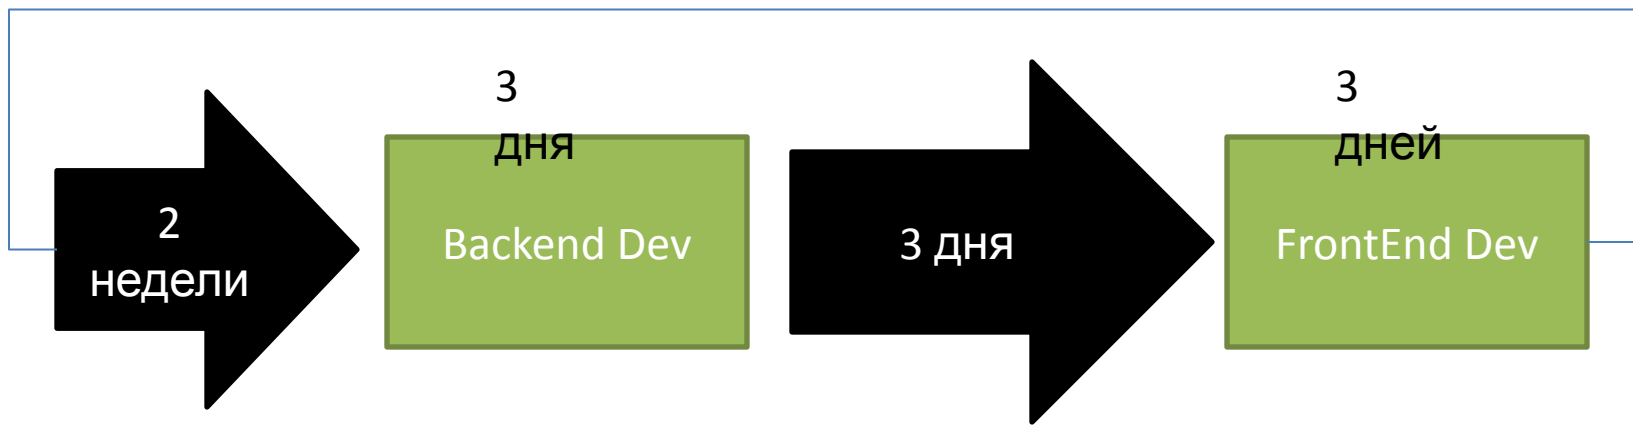 2
недели
3
дня
Backend Dev
3 дня
3
дней
FrontEnd Dev